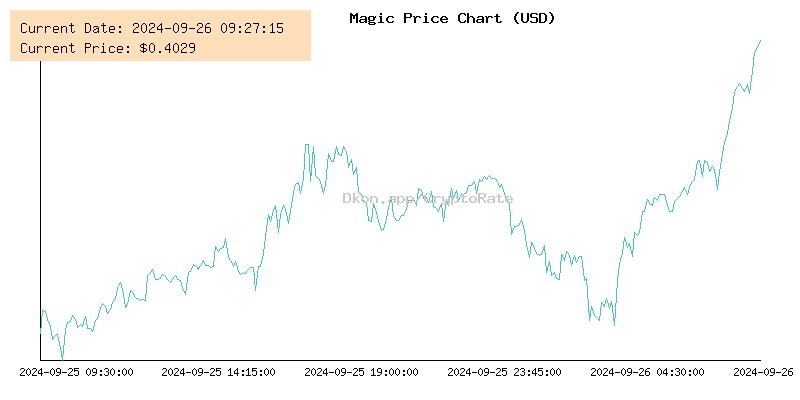 Magic Price Chart (USD)
Current Date: 2024-09-26 09:27:15
Current Price: $0.4029
Dkon.app/CryptoRate
2024-09-25 09:30:00
2024-09-25 14:15:00
2024-09-25 19:00:00
2024-09-25 23:45:00
2024-09-26 04:30:00
2024-09-26